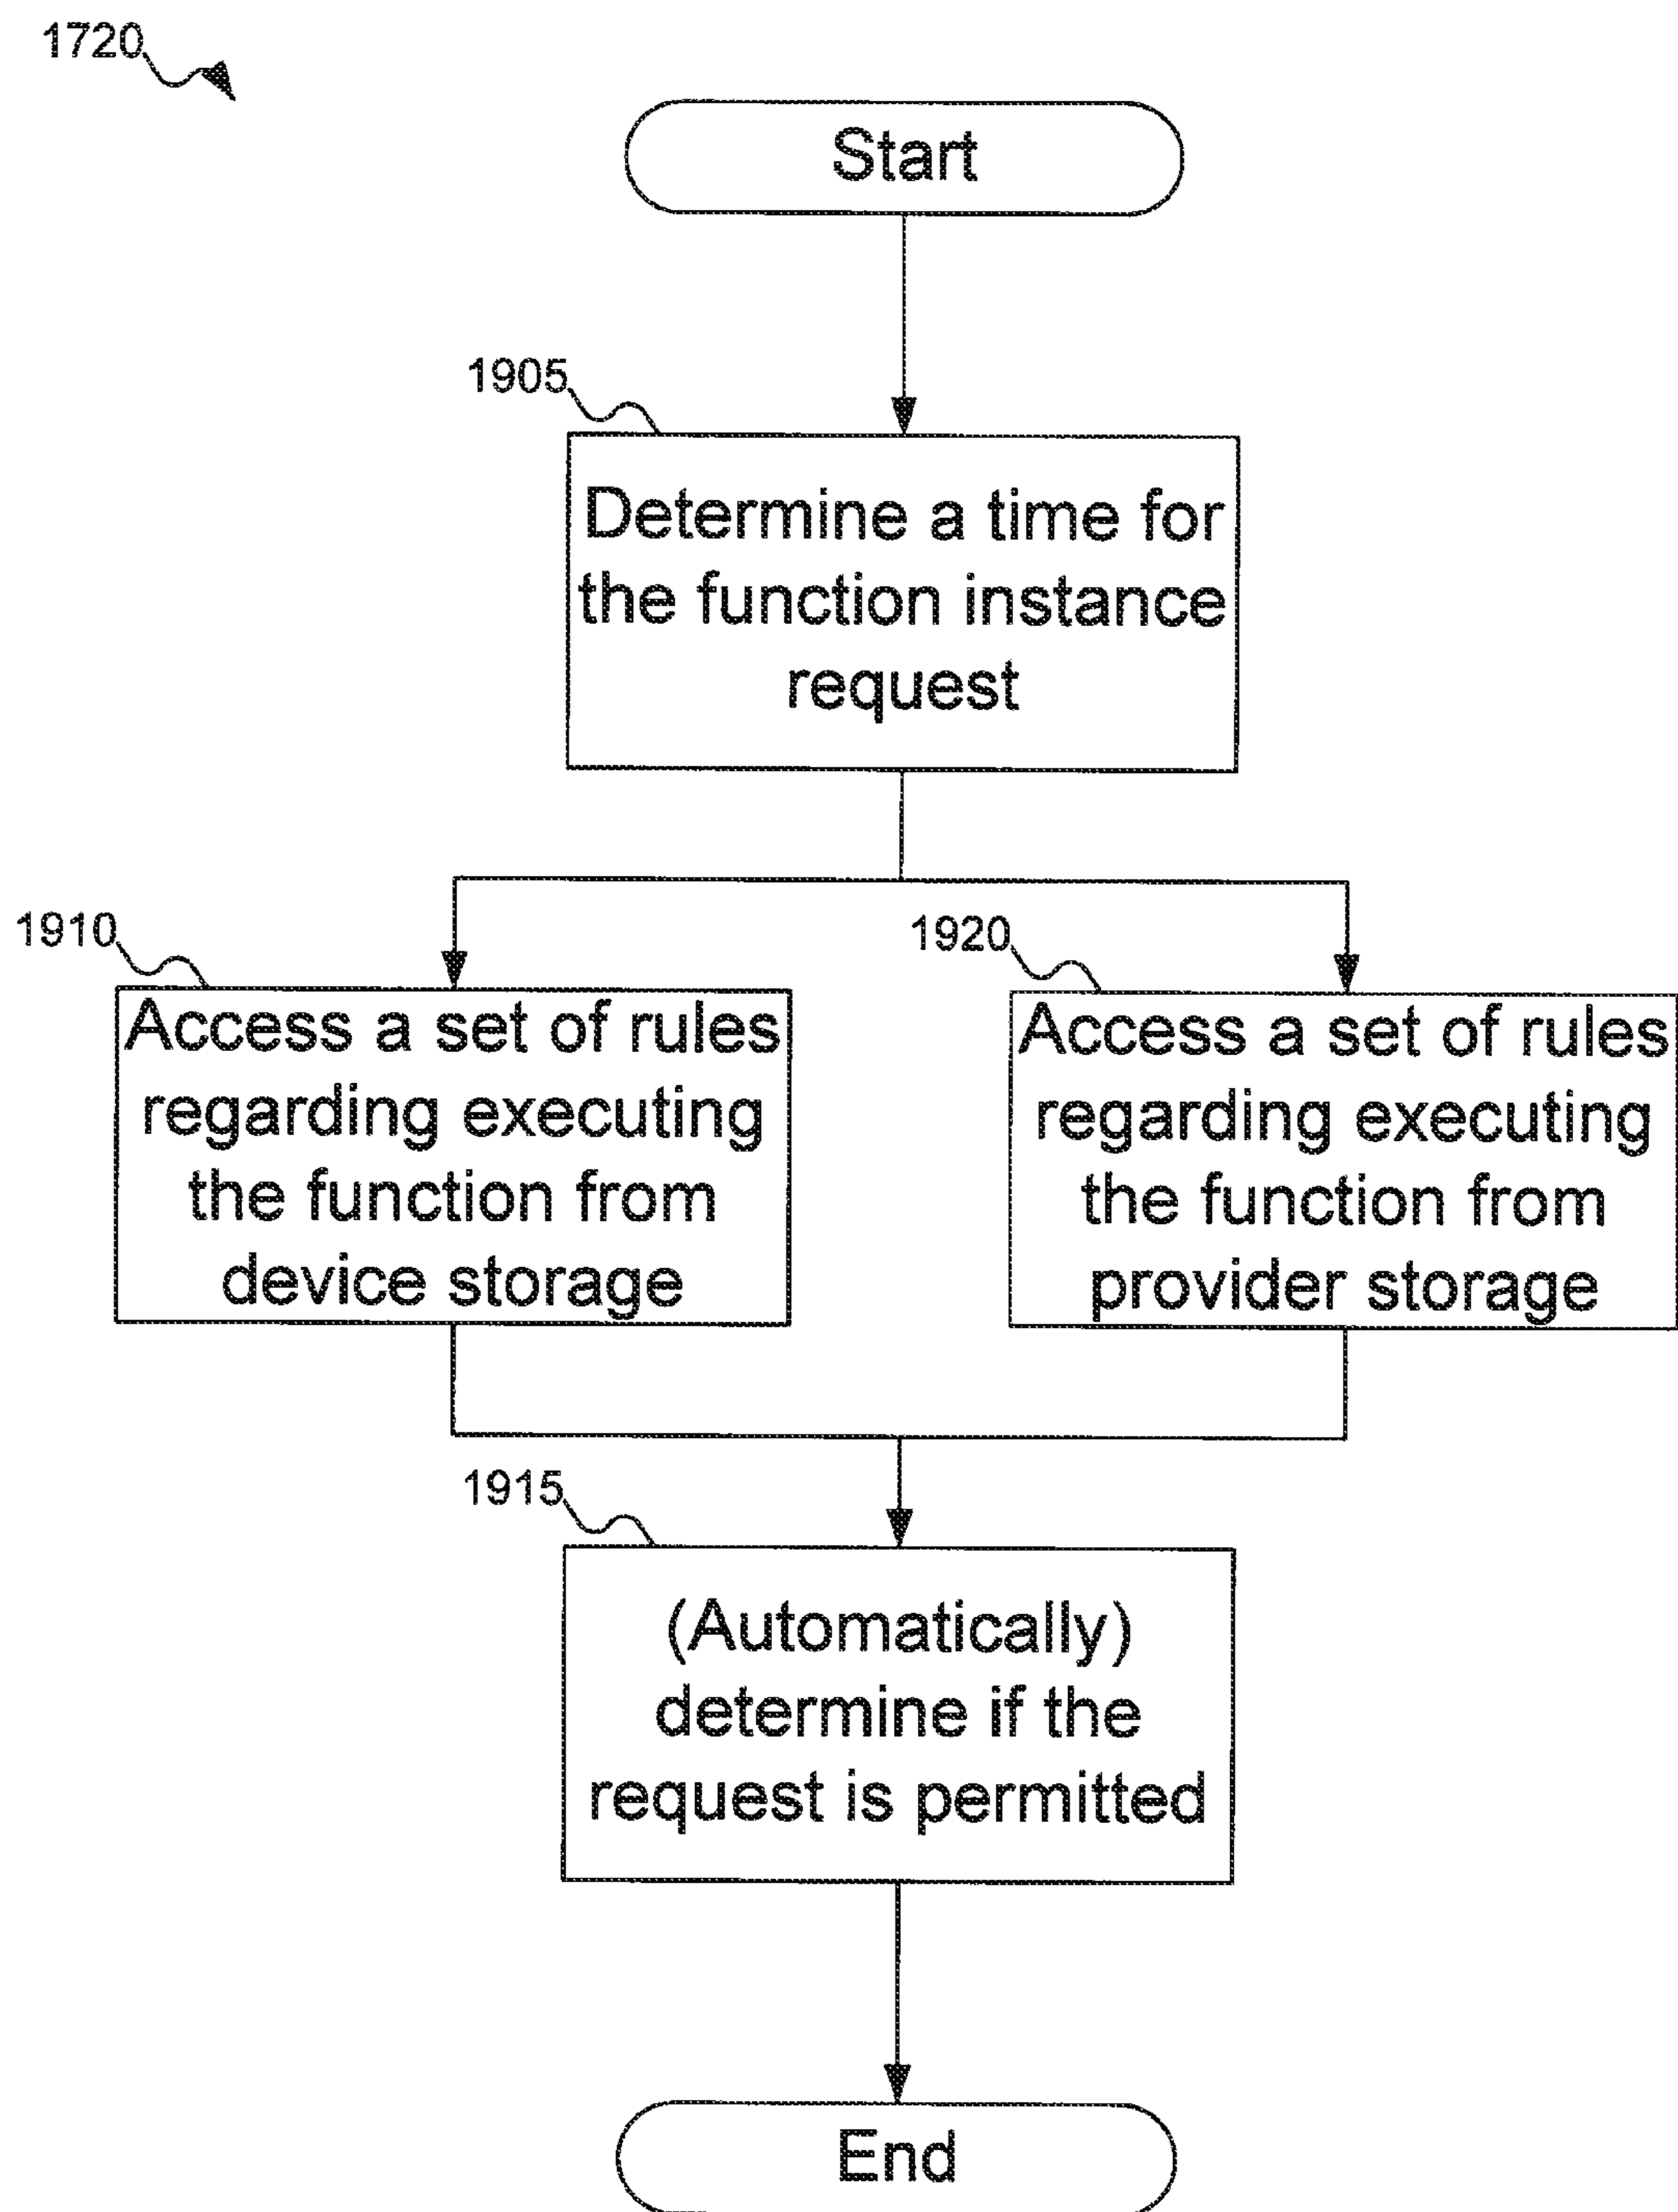 1720
Start
1905
Determine a time for
the function instance
request
1910
Access a set of rules
regarding executing
the function from
device storage
1920
Access a set of rules
regarding executing
the function from
provider storage
1915
(Automatically)
determine if the
request is permitted
End